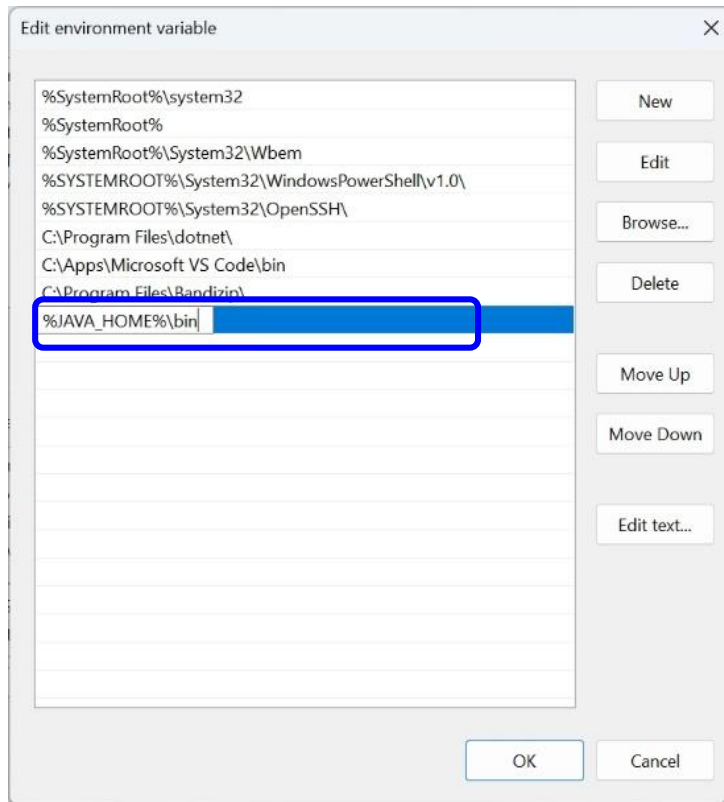 Edit environment variable
%SystemRoot%\system32
%SystemRoot%
%SystemRoot%\System32\Wbem
%SYSTEMROOT%\System32\WindowsPowerShell\v1.0\
%SYSTEMROOT%\System32\OpenSSH\
C:\Program Files\dotnet\
C:\Apps\Microsoft VS Code\bin
C:\Program Files\Bandizip\
%JAVA_HOME%\bin
New
Edit
Browse...
Delete
Move Up
Move Down
Edit text...
OK
Cancel